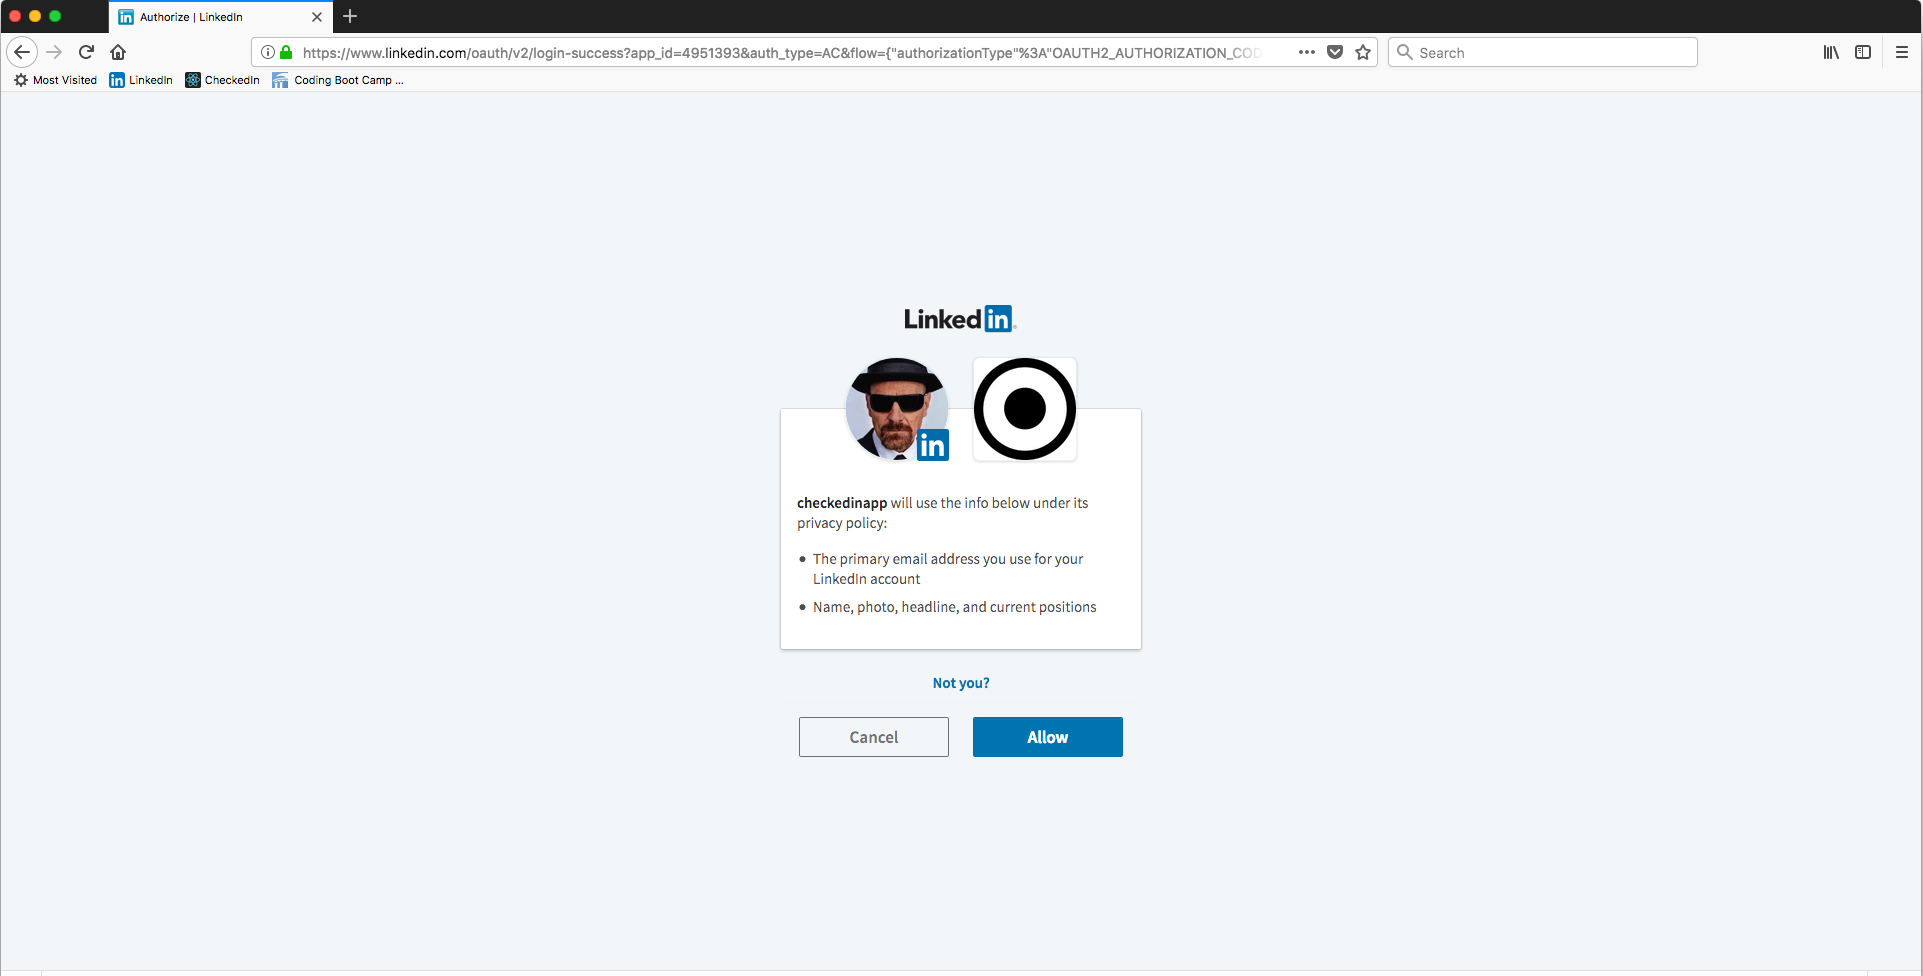 Authorize | LinkedIn
https://www.linkedin.com/oauth/v2/login-success?app_id=4951393&auth_type=AC&flow={"authorizationType"%3A"OAUTH2_AUTHORIZATION_COD
Search
Most Visited
LinkedIn
CheckedIn
Coding Boot Camp ...
Linkedin
in
checkedinapp will use the info below under its
privacy policy:
• The primary email address you use for your
LinkedIn account
• Name, photo, headline, and current positions
Not you?
Cancel
Allow